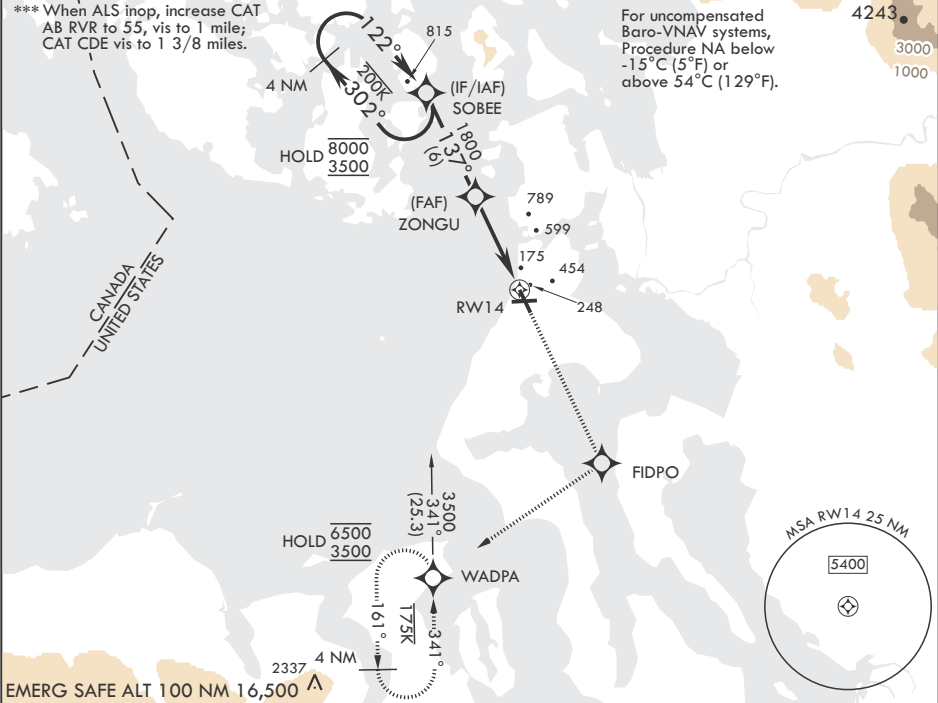 *** When ALS inop, increase CAT
AB RVR to 55, vis to 1 mile;
CAT CDE vis to 1 3/8 miles.
For uncompensated
Baro-VNAV systems,
Procedure NA below
-15°C (5°F) or
above 54°C (129°F).
4243
3000
1000
122°
815
4 NM
200K
302°
(IF/IAF)
SOBEE
HOLD 8000
3500
1800
137°
(6)
(FAF)
ZONGU
789
599
175
454
248
RW14
CANADA
UNITED STATES
FIDPO
3500
341°
(25.3)
HOLD 6500
3500
WADPA
161°
175K
341°
4 NM
2337
EMERG SAFE ALT 100 NM 16,500
MSA RW14 25 NM
5400